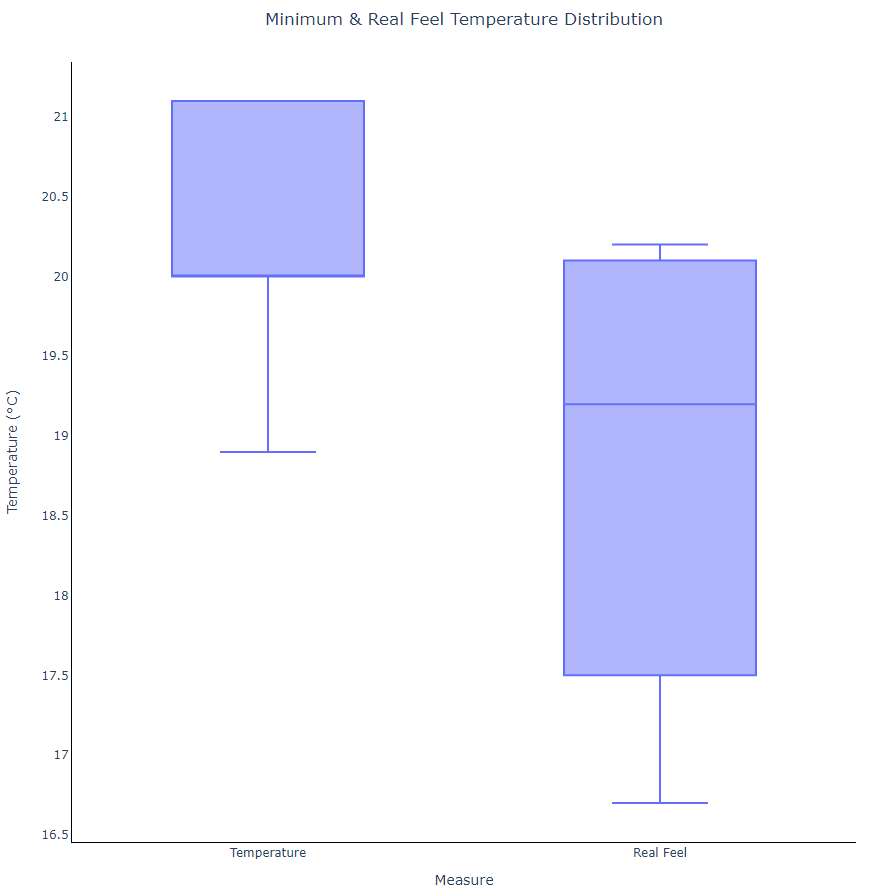 Minimum & Real Feel Temperature Distribution
21
20.5
20
19.5
19
18.5
18
17.5
17
16.5
Temperature (°C)
Temperature
Real Feel
Measure